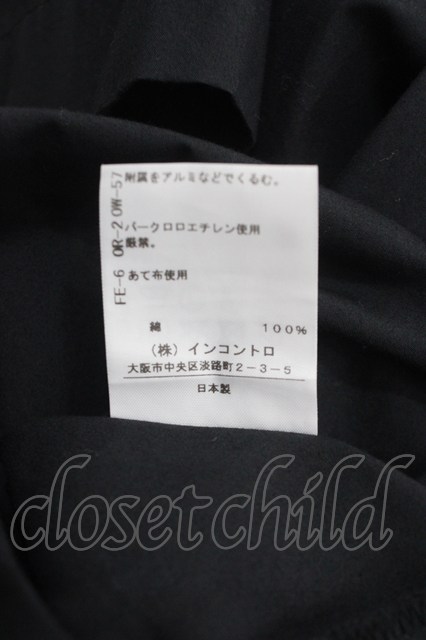 附属をアルミなどでくるむ。
パークロロエチレン使用
厳禁。
あて布使用
綿 100%
(株) インコントロ
大阪市中央区淡路町2-3-5
日本製
FE-6 OR-20W-57
closetchild